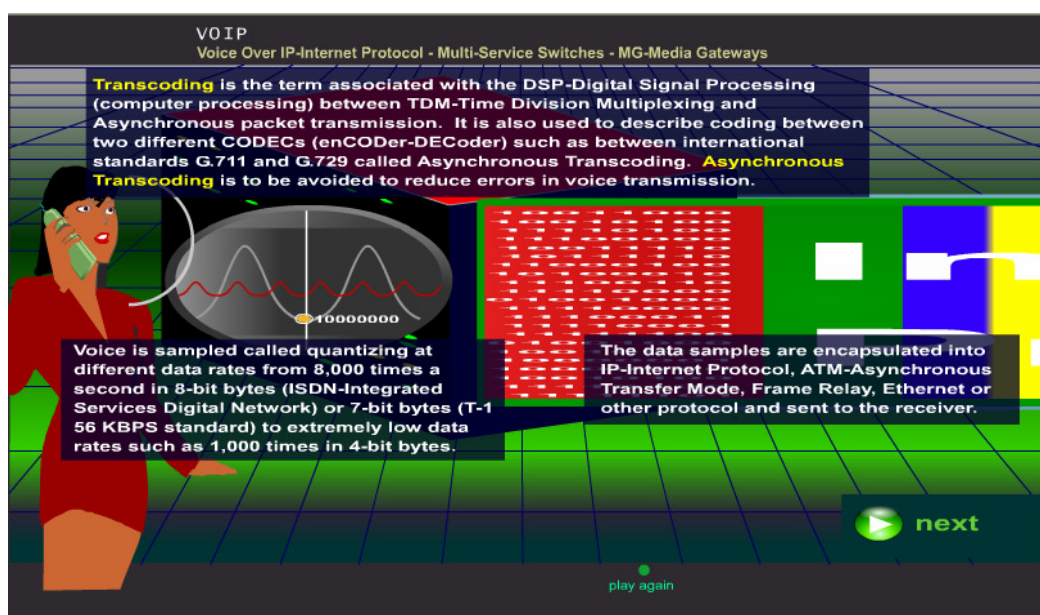 VOIP
Voice Over IP-Internet Protocol - Multi-Service Switches - MG-Media Gateways
Transcoding is the term associated with the DSP-Digital Signal Processing
(computer processing) between TDM-Time Division Multiplexing and
Asynchronous packet transmission. It is also used to describe coding between
two different CODECs (enCODer-DECoder) such as between international
standards G.711 and G.729 called Asynchronous Transcoding. Asynchronous
Transcoding is to be avoided to reduce errors in voice transmission.
10000000
Voice is sampled called quantizing at
different data rates from 8,000 times a
second in 8-bit bytes (ISDN-Integrated
Services Digital Network) or 7-bit bytes (T-1
56 KBPS standard) to extremely low data
rates such as 1,000 times in 4-bit bytes.
The data samples are encapsulated into
IP-Internet Protocol, ATM-Asynchronous
Transfer Mode, Frame Relay, Ethernet or
other protocol and sent to the receiver.
next
play again